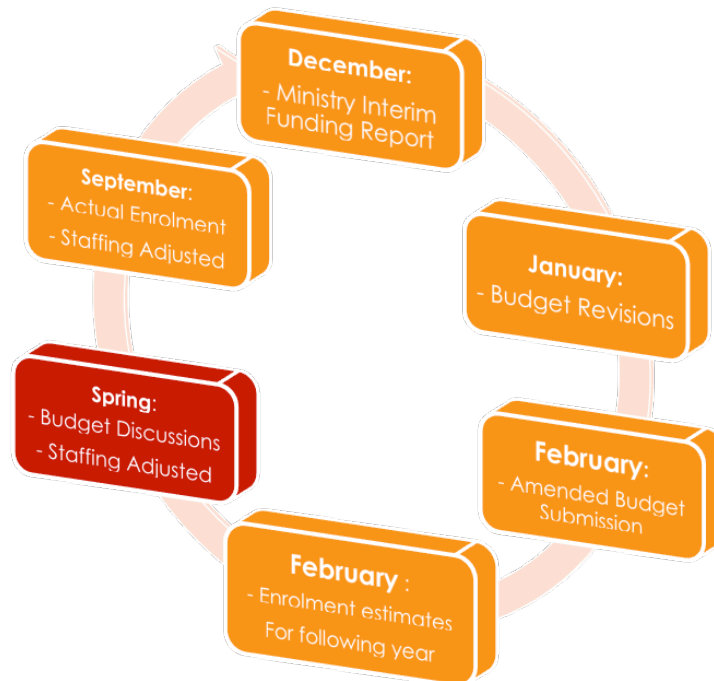 December:
- Ministry Interim
Funding Report
January:
- Budget Revisions
February:
- Amended Budget
Submission
February :
- Enrolment estimates
For following year
Spring:
- Budget Discussions
- Staffing Adjusted
September:
- Actual Enrolment
- Staffing Adjusted